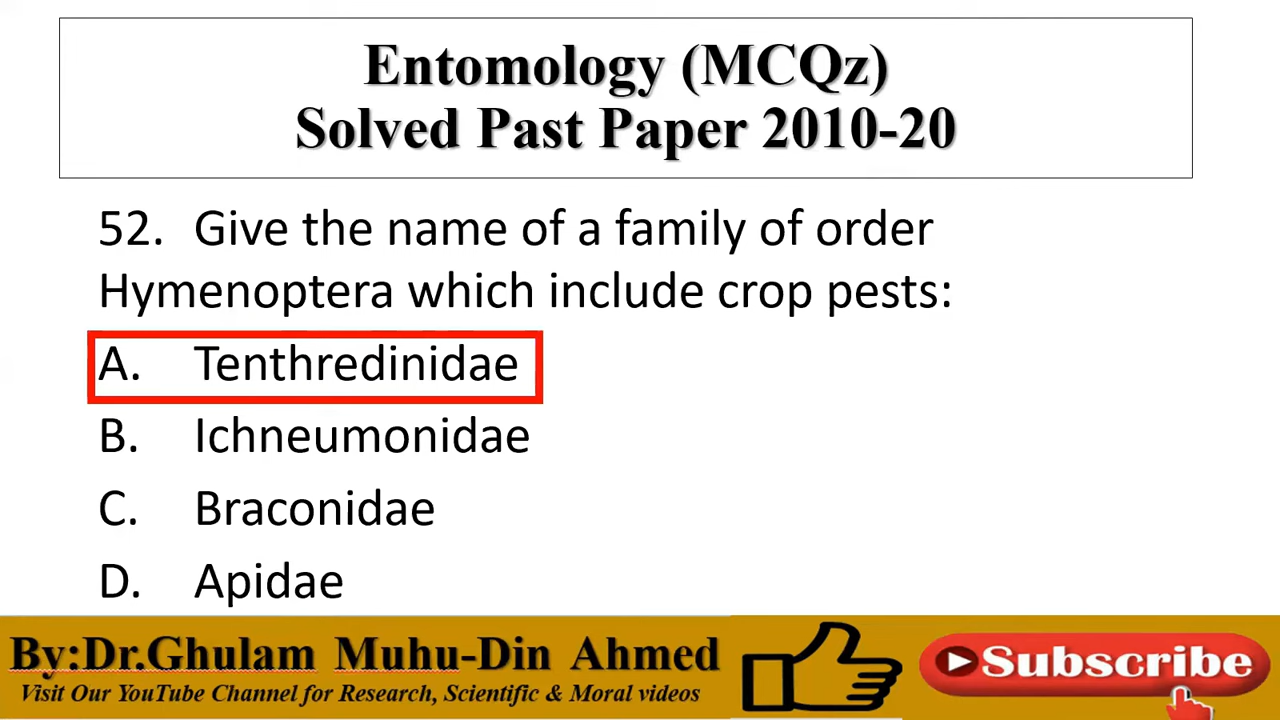 Entomology (MCQz)
Solved Past Paper 2010-20
52. Give the name of a family of order
Hymenoptera which include crop pests:
A. Tenthredinidae
B. Ichneumonidae
C. Braconidae
D. Apidae
By:Dr.Ghulam Muhu-Din Ahmed
Visit Our YouTube Channel for Research, Scientific & Moral videos
Subscribe